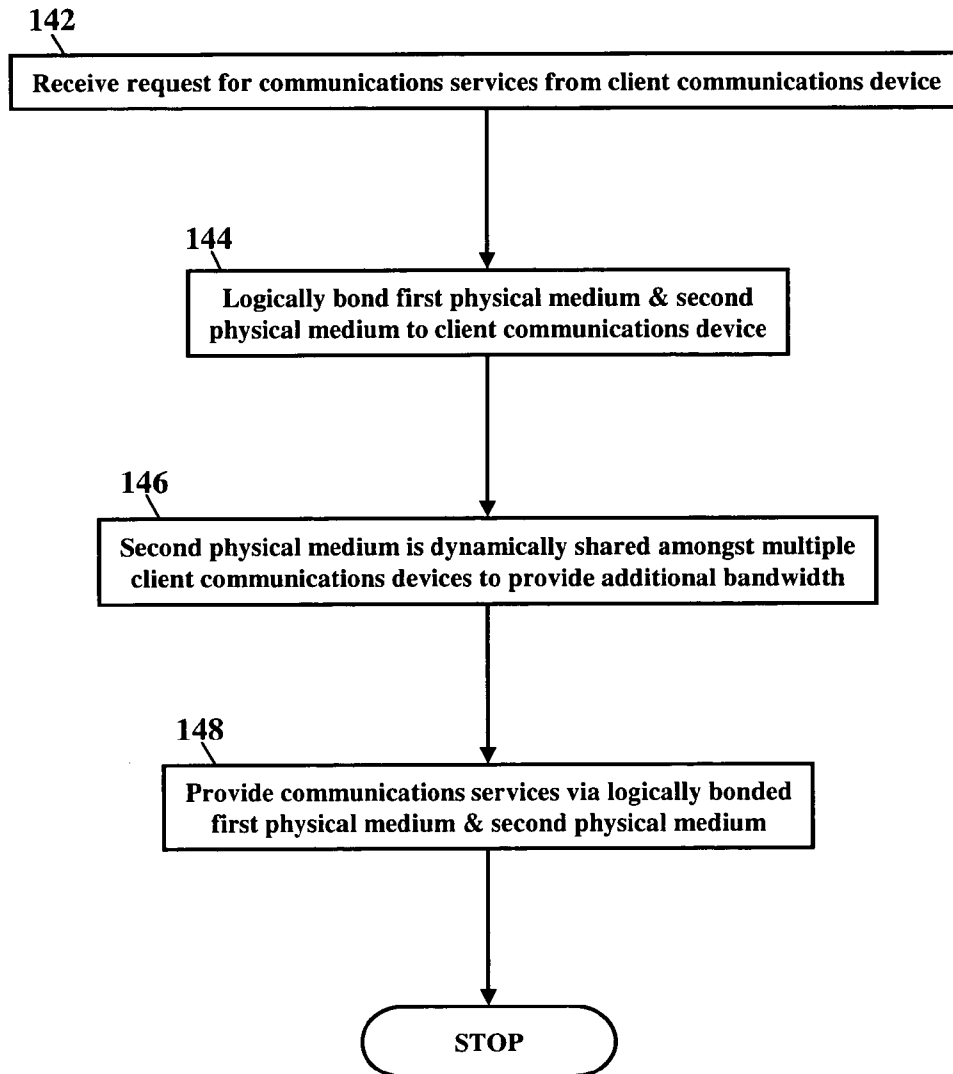 142
Receive request for communications services from client communications device
144
Logically bond first physical medium & second
physical medium to client communications device
146
Second physical medium is dynamically shared amongst multiple
client communications devices to provide additional bandwidth
148
Provide communications services via logically bonded
first physical medium & second physical medium
STOP